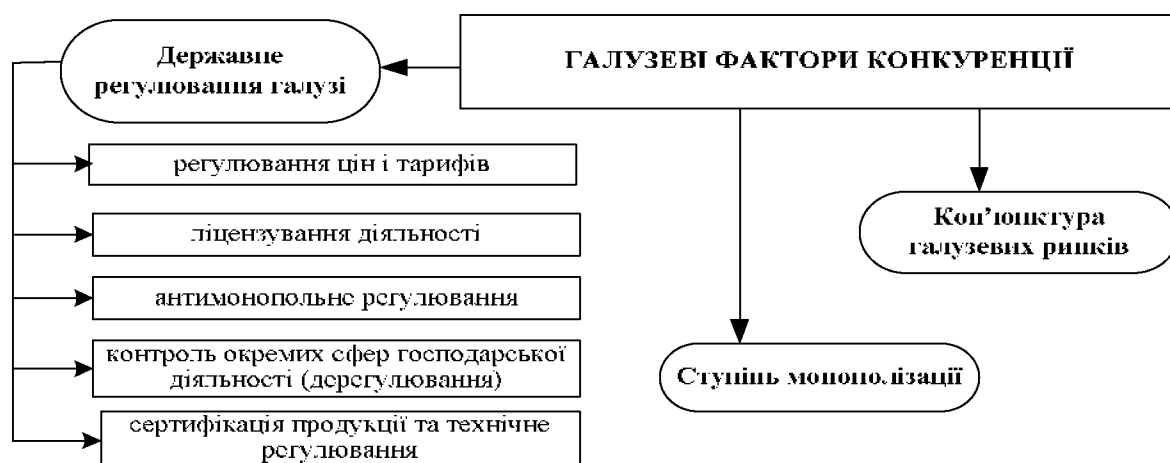 Державне
регулювання галузі
ГАЛУЗЕВІ ФАКТОРИ КОНКУРЕНЦІЇ
регулювання цін і тарифів
ліцензування діяльності
антимонопольне регулювання
контроль окремих сфер господарської
діяльності (дерегулювання)
сертифікація продукції та технічне
регулювання
Кон’юнктура
галузевих ринків
Ступінь монополізації